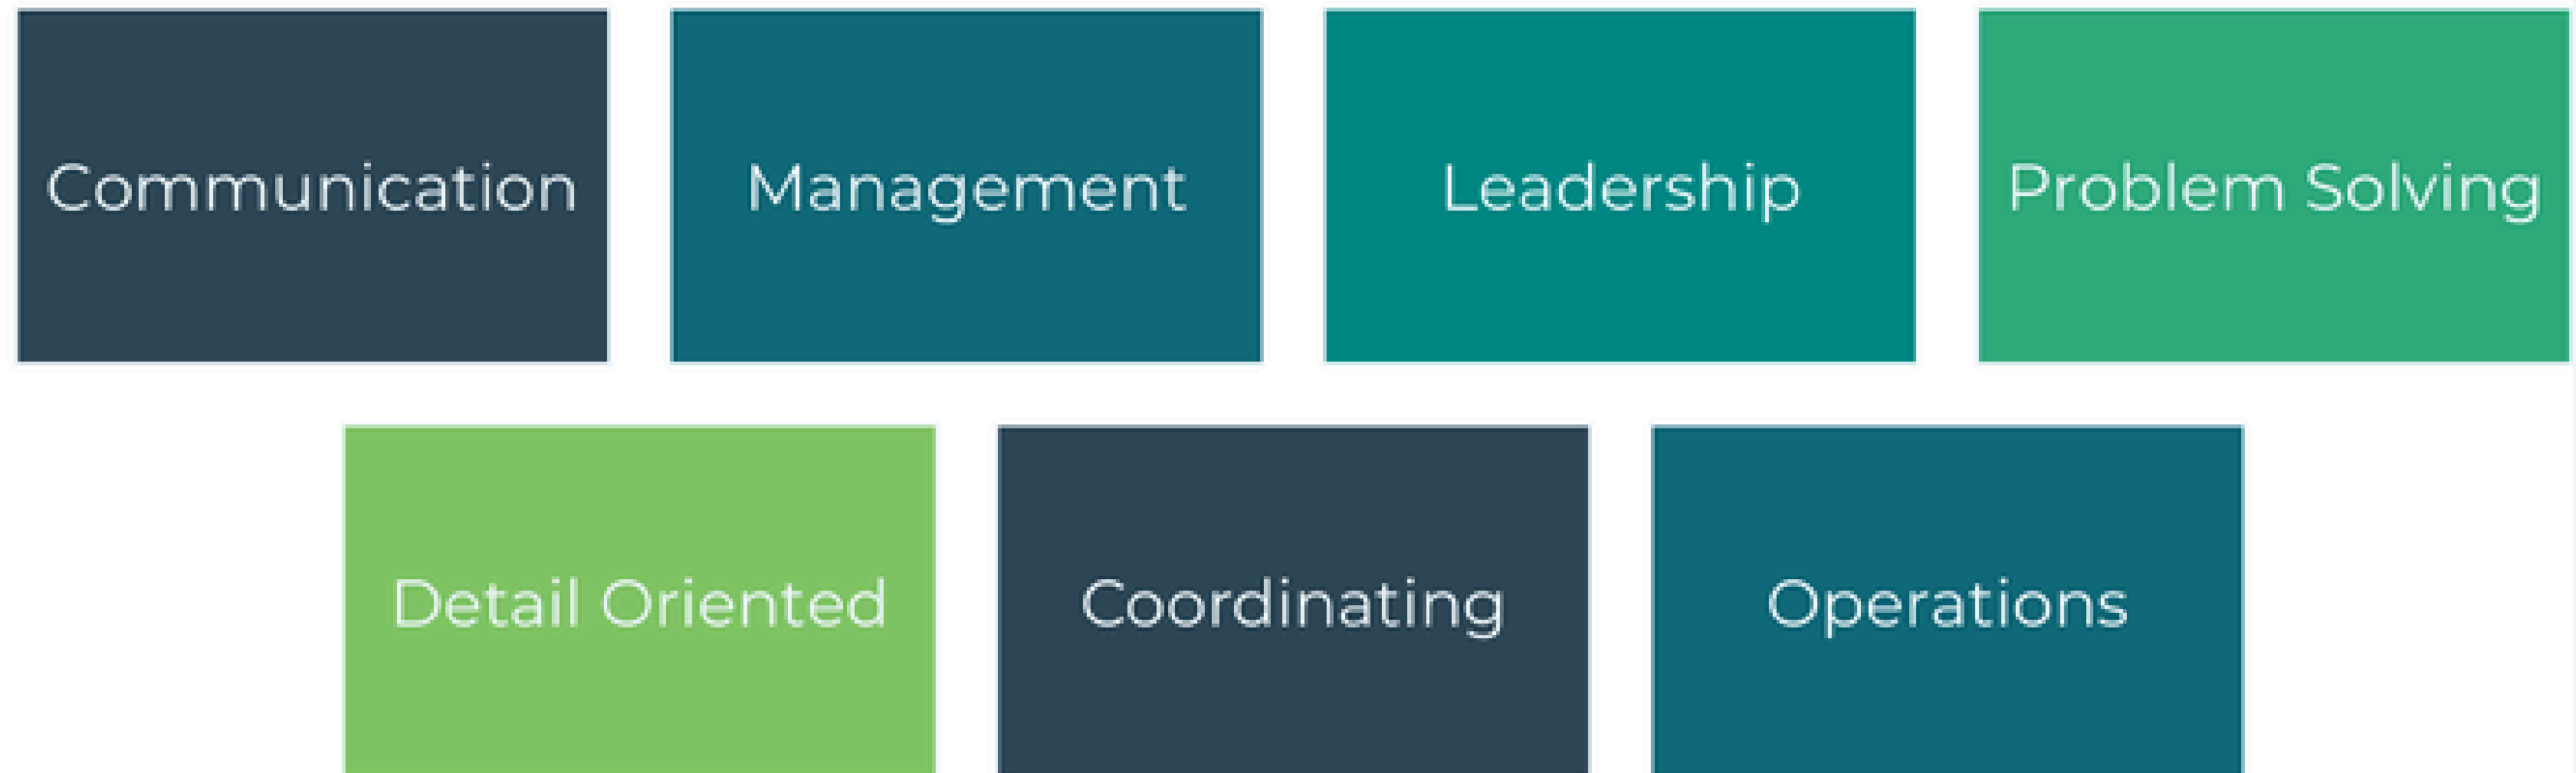 Communication
Management
Leadership
Problem Solving
Detail Oriented
Coordinating
Operations